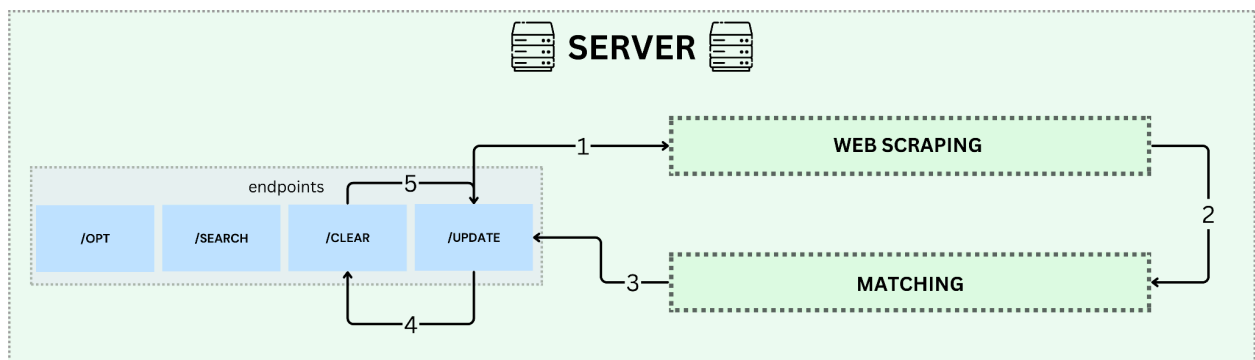 SERVER
1
WEB SCRAPING
endpoints
5
2
/OPT
/SEARCH
/CLEAR
/UPDATE
3
MATCHING
4